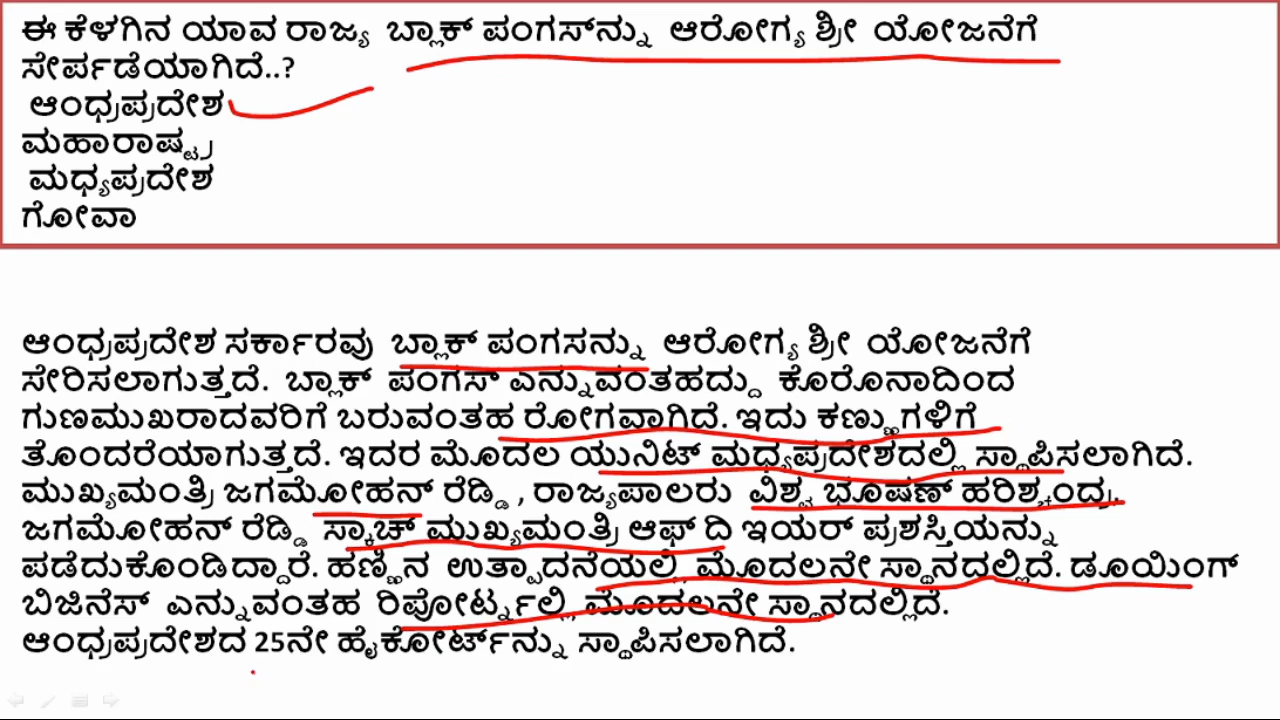 ಈ ಕೆಳಗಿನ ಯಾವ ರಾಜ್ಯ ಬ್ಲಾಕ್ ಪಂಗಸ್‌ನ್ನು ಆರೋಗ್ಯ ಶ್ರೀ ಯೋಜನೆಗೆ
ಸೇರ್ಪಡೆಯಾಗಿದೆ..?
ಆಂಧ್ರಪ್ರದೇಶ
ಮಹಾರಾಷ್ಟ್ರ
ಮಧ್ಯಪ್ರದೇಶ
ಗೋವಾ
ಆಂಧ್ರಪ್ರದೇಶ ಸರ್ಕಾರವು ಬ್ಲಾಕ್ ಪಂಗಸನ್ನು ಆರೋಗ್ಯ ಶ್ರೀ ಯೋಜನೆಗೆ
ಸೇರಿಸಲಾಗುತ್ತದೆ. ಬ್ಲಾಕ್ ಪಂಗಸ್ ಎನ್ನುವಂತಹದ್ದು ಕೊರೊನಾದಿಂದ
ಗುಣಮುಖರಾದವರಿಗೆ ಬರುವಂತಹ ರೋಗವಾಗಿದೆ. ಇದು ಕಣ್ಣುಗಳಿಗೆ
ತೊಂದರೆಯಾಗುತ್ತದೆ. ಇದರ ಮೊದಲ ಯುನಿಟ್ ಮಧ್ಯಪ್ರದೇಶದಲ್ಲಿ ಸ್ಥಾಪಿಸಲಾಗಿದೆ.
ಮುಖ್ಯಮಂತ್ರಿ ಜಗಮೋಹನ್ ರೆಡ್ಡಿ , ರಾಜ್ಯಪಾಲರು ವಿಶ್ವ ಭೂಷಣ್ ಹರಿಶ್ಚಂದ್ರ.
ಜಗಮೋಹನ್ ರೆಡ್ಡಿ ಸ್ಕಾಚ್ ಮುಖ್ಯಮಂತ್ರಿ ಆಫ್ ದಿ ಇಯರ್ ಪ್ರಶಸ್ತಿಯನ್ನು
ಪಡೆದುಕೊಂಡಿದ್ದಾರೆ. ಹಣ್ಣಿನ ಉತ್ಪಾದನೆಯಲ್ಲಿ ಮೊದಲನೇ ಸ್ಥಾನದಲ್ಲಿದೆ. ಡೂಯಿಂಗ್
ಬಿಜಿನೆಸ್ ಎನ್ನುವಂತಹ ರಿಪೋರ್ಟ್ನಲ್ಲಿ ಮೊದಲನೇ ಸ್ಥಾನದಲ್ಲಿದೆ.
ಆಂಧ್ರಪ್ರದೇಶದ 25ನೇ ಹೈಕೋರ್ಟ್‌ನ್ನು ಸ್ಥಾಪಿಸಲಾಗಿದೆ.